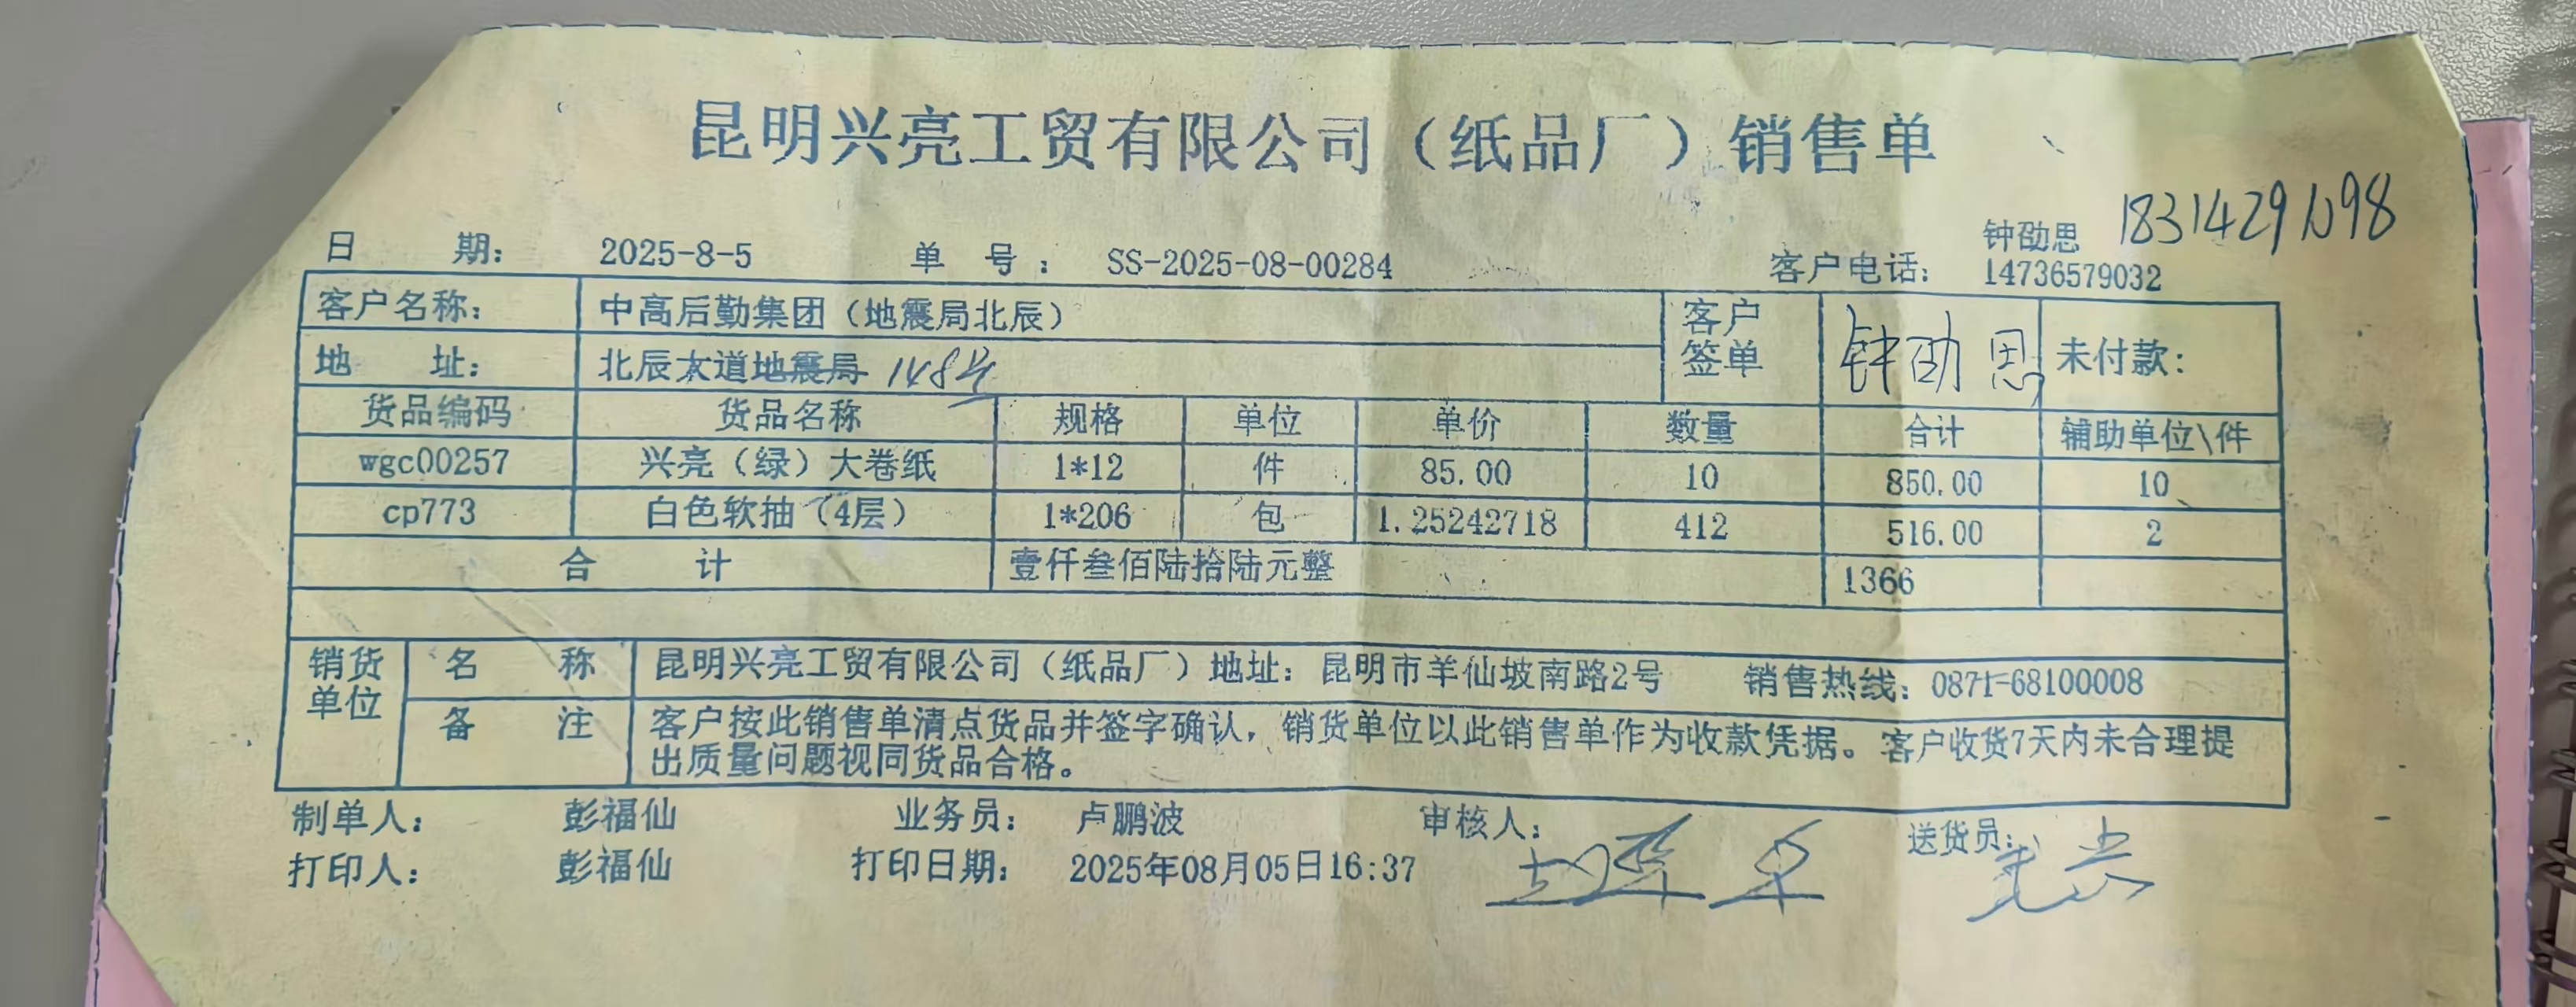 昆明兴亮工贸有限公司（纸品厂）销售单
日 期： 2025-8-5 单 号： SS-2025-08-00284 客户电话： 钟劭思 14736579032
客户名称： 中高后勤集团（地震局北辰） 客户签单 钟劭思 未付款：
地 址： 北辰大道地震局 148号
货品编码 货品名称 规格 单位 单价 数量 合计 辅助单位\件
wgc00257 兴亮（绿）大卷纸 1*12 件 85.00 10 850.00 10
cp773 白色软抽（4层） 1*206 包 1.25242718 412 516.00 2
合 计 壹仟叁佰陆拾陆元整 1366
销货单位 名 称 昆明兴亮工贸有限公司（纸品厂）地址：昆明市羊仙坡南路2号 销售热线：0871-68100008
备 注 客户按此销售单清点货品并签字确认，销货单位以此销售单作为收款凭据。客户收货7天内未合理提
出质量问题视同货品合格。
制单人： 彭福仙 业务员： 卢鹏波 审核人： 送货员：
打印人： 彭福仙 打印日期： 2025年08月05日16:37